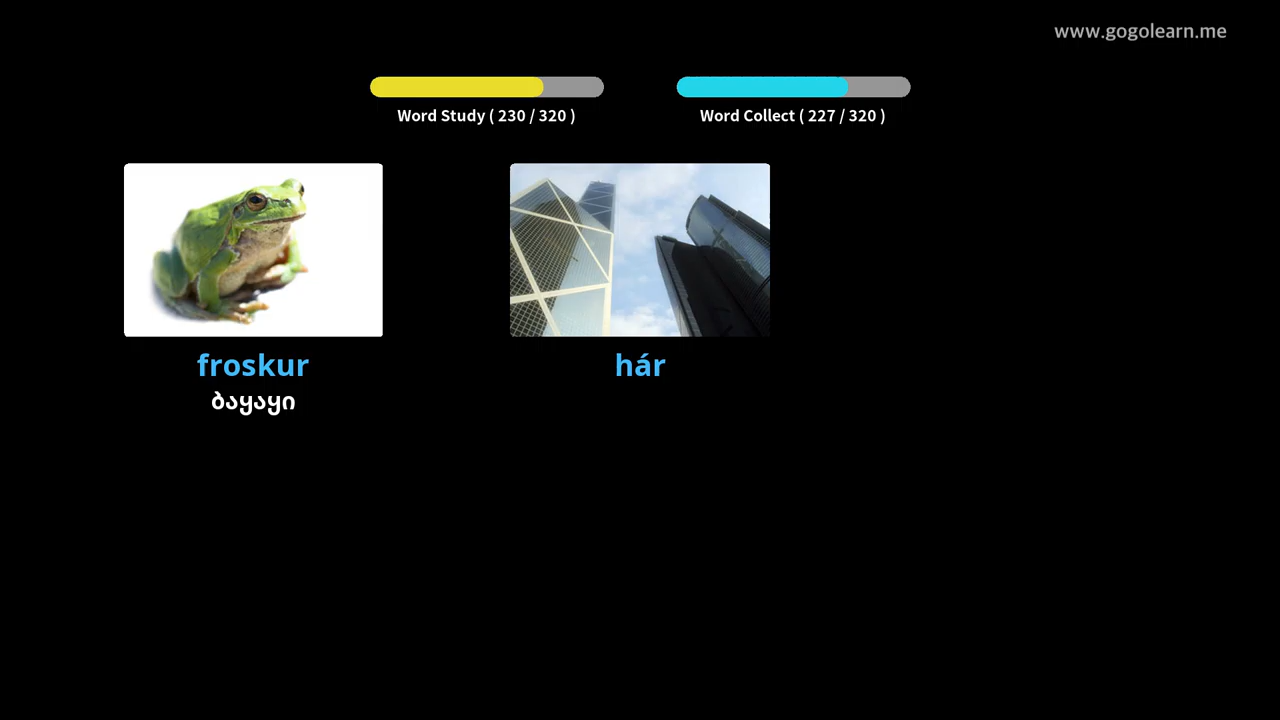 www.gogolearn.me
Word Study ( 230 / 320 )
Word Collect ( 227 / 320 )
froskur
ბაყაყი
hár